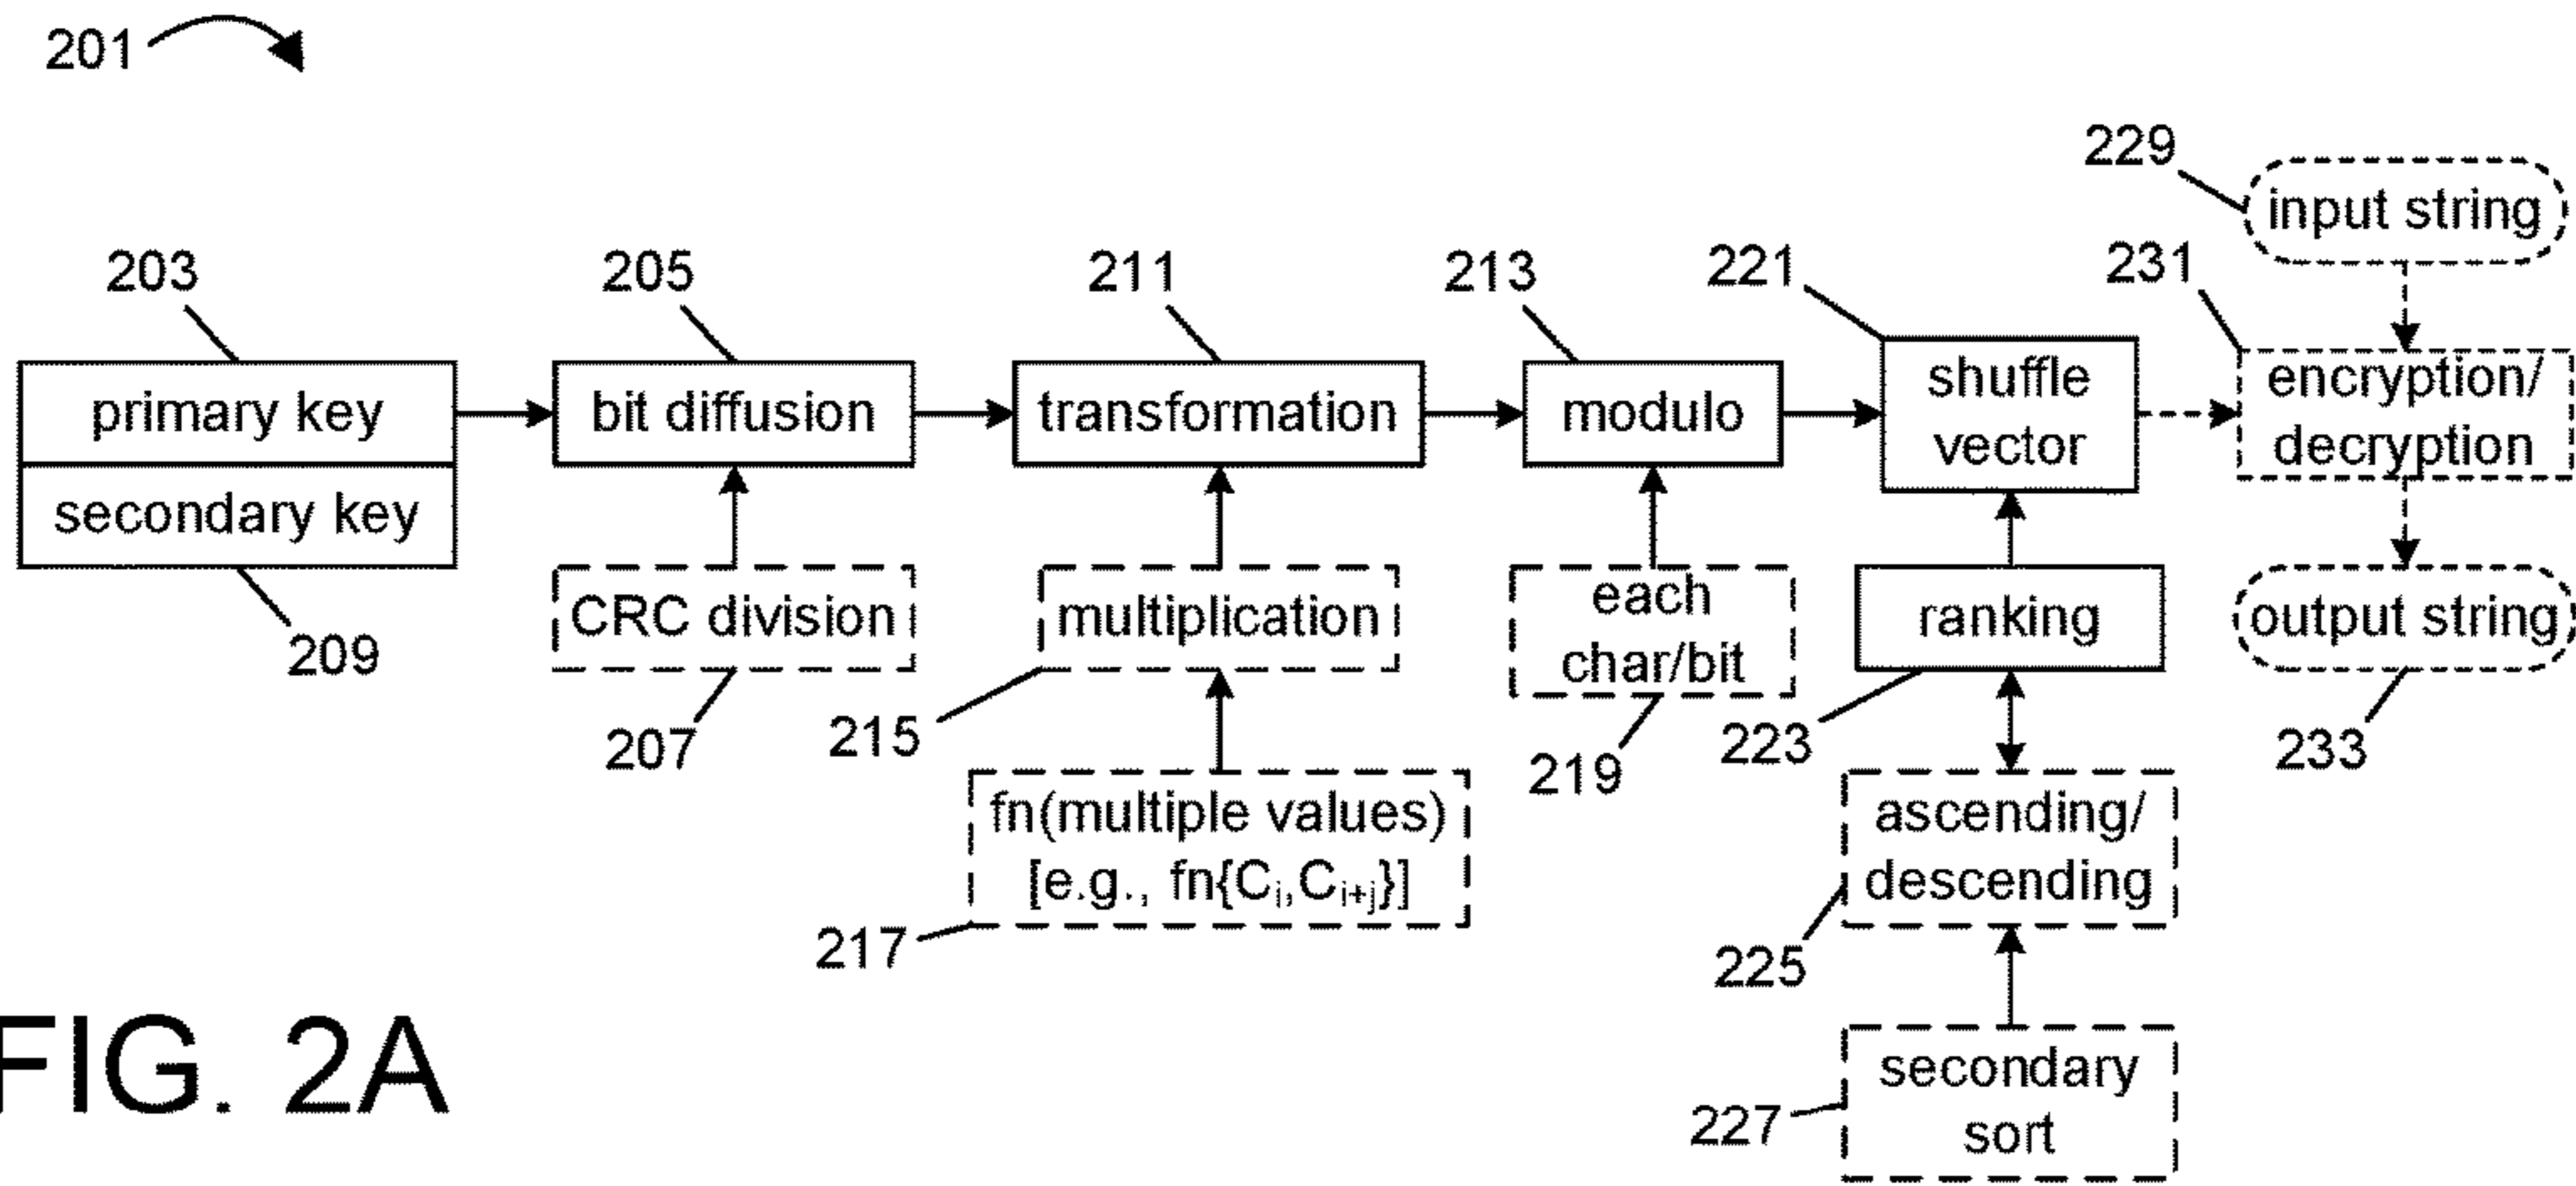 201
229
input string
203
205
211
213
221
231
primary key
bit diffusion
transformation
modulo
shuffle
vector
encryption/
decryption
secondary key
209
CRC division
207
multiplication
215
each
char/bit
219
ranking
223
output string
233
fn(multiple values)
[e.g., fn{Ci,Ci+j}]
217
ascending/
descending
225
secondary
sort
227
FIG. 2A